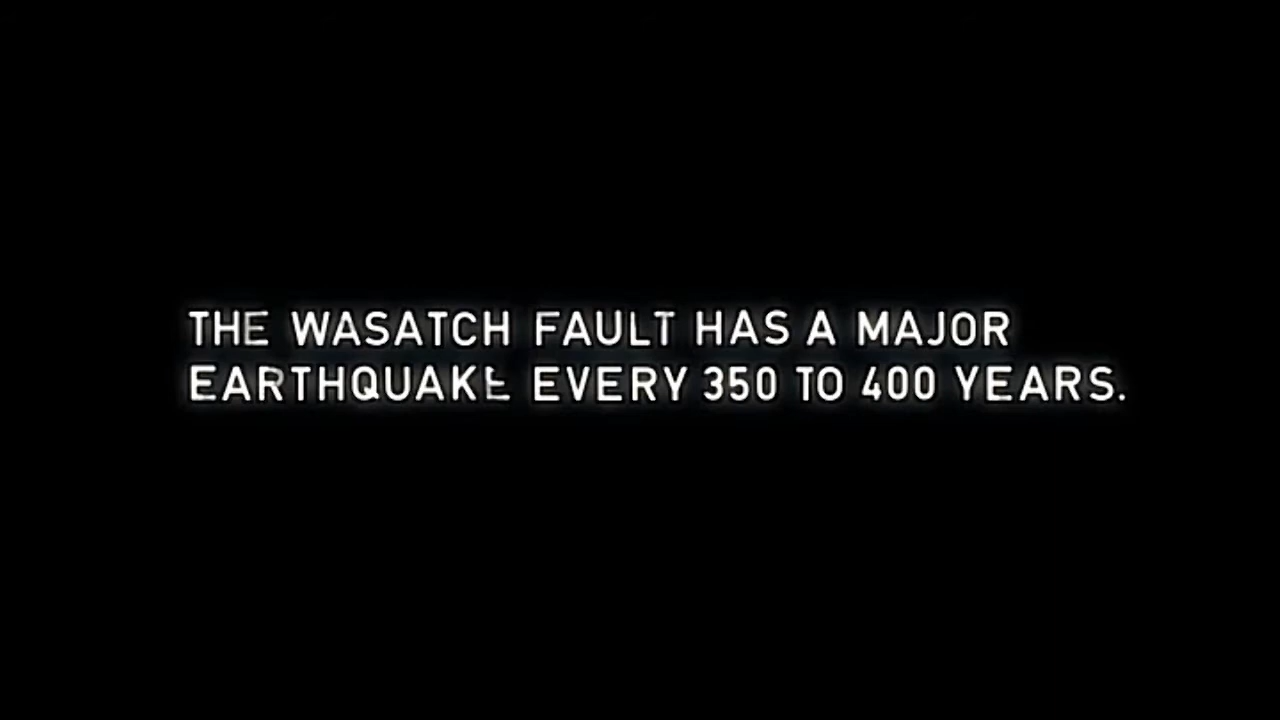 THE WASATCH FAULT HAS A MAJOR
EARTHQUAKE EVERY 350 TO 400 YEARS.